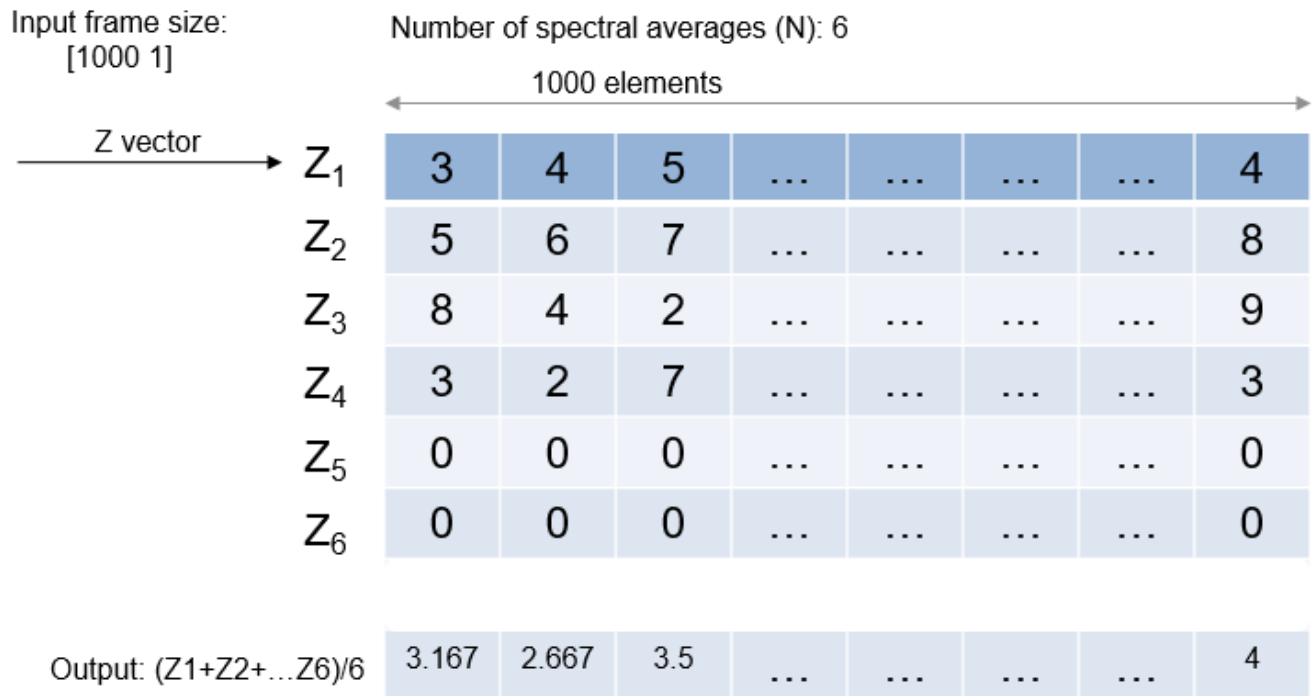 Input frame size:
[1000 1]
Number of spectral averages (N): 6
1000 elements
Z vector
Z₁ 3 4 5 ... ... ... ... 4
Z₂ 5 6 7 ... ... ... ... 8
Z₃ 8 4 2 ... ... ... ... 9
Z₄ 3 2 7 ... ... ... ... 3
Z₅ 0 0 0 ... ... ... ... 0
Z₆ 0 0 0 ... ... ... ... 0
Output: (Z1+Z2+...Z6)/6 3.167 2.667 3.5 ... ... ... ... 4